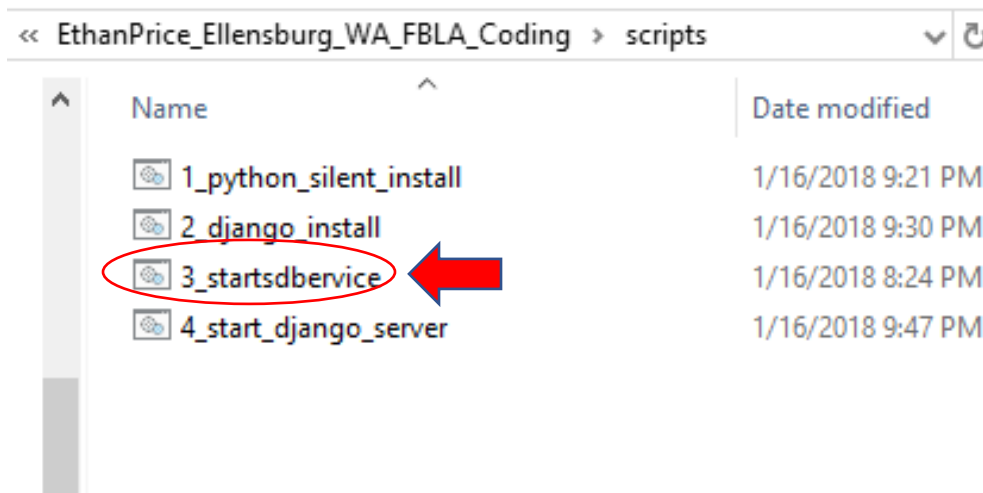 « EthanPrice_Ellensburg_WA_FBLA_Coding > scripts
Name Date modified
1_python_silent_install 1/16/2018 9:21 PM
2_django_install 1/16/2018 9:30 PM
3_startsdbervice 1/16/2018 8:24 PM
4_start_django_server 1/16/2018 9:47 PM